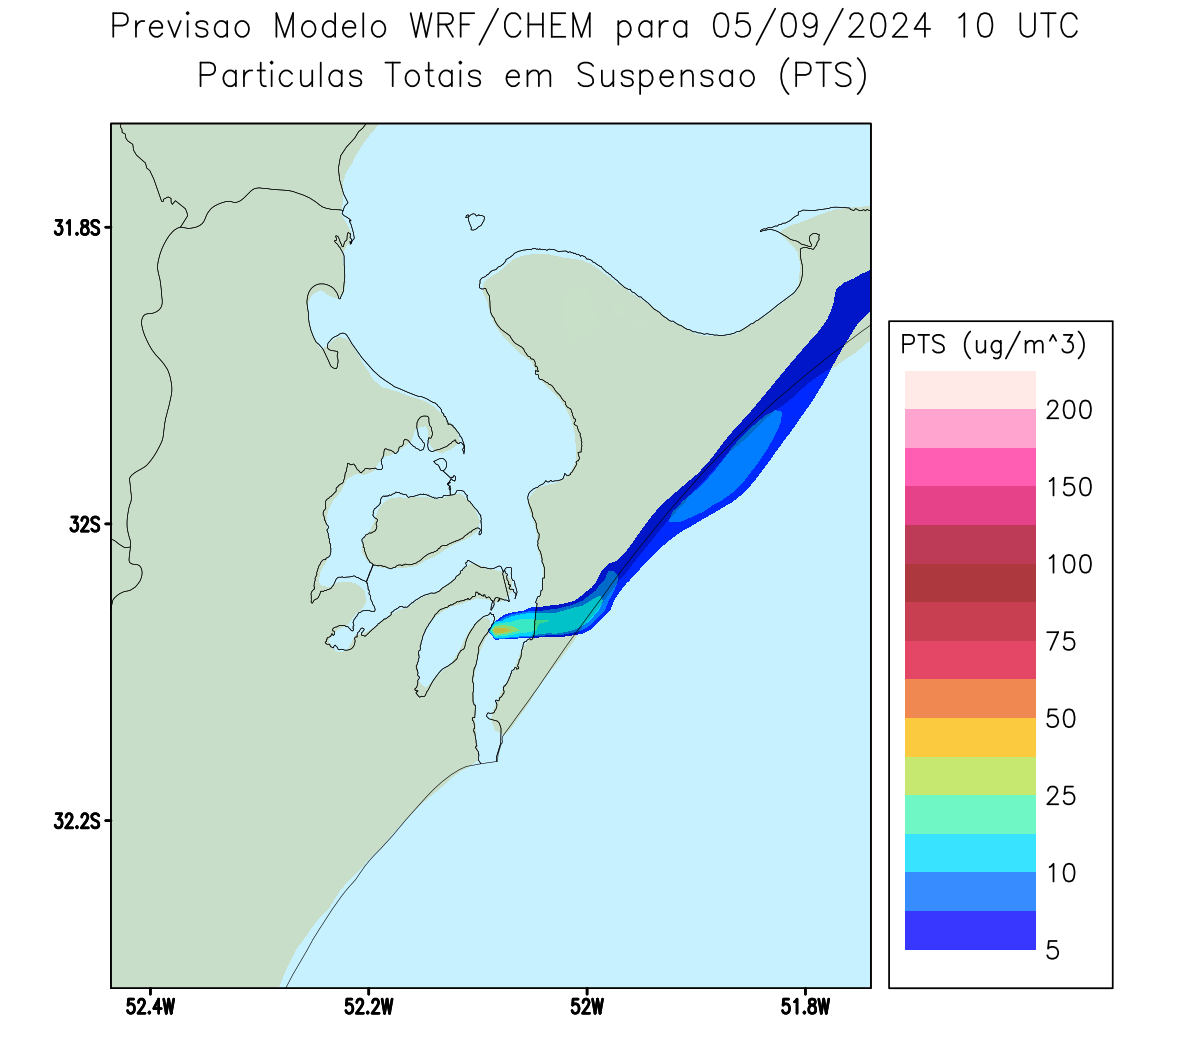 Previsao Modelo WRF/CHEM para 05/09/2024 10 UTC
Particulas Totais em Suspensao (PTS)
31.8S
32S
32.2S
52.4W
52.2W
52W
51.8W
PTS (ug/m^3)
200
150
100
75
50
25
10
5